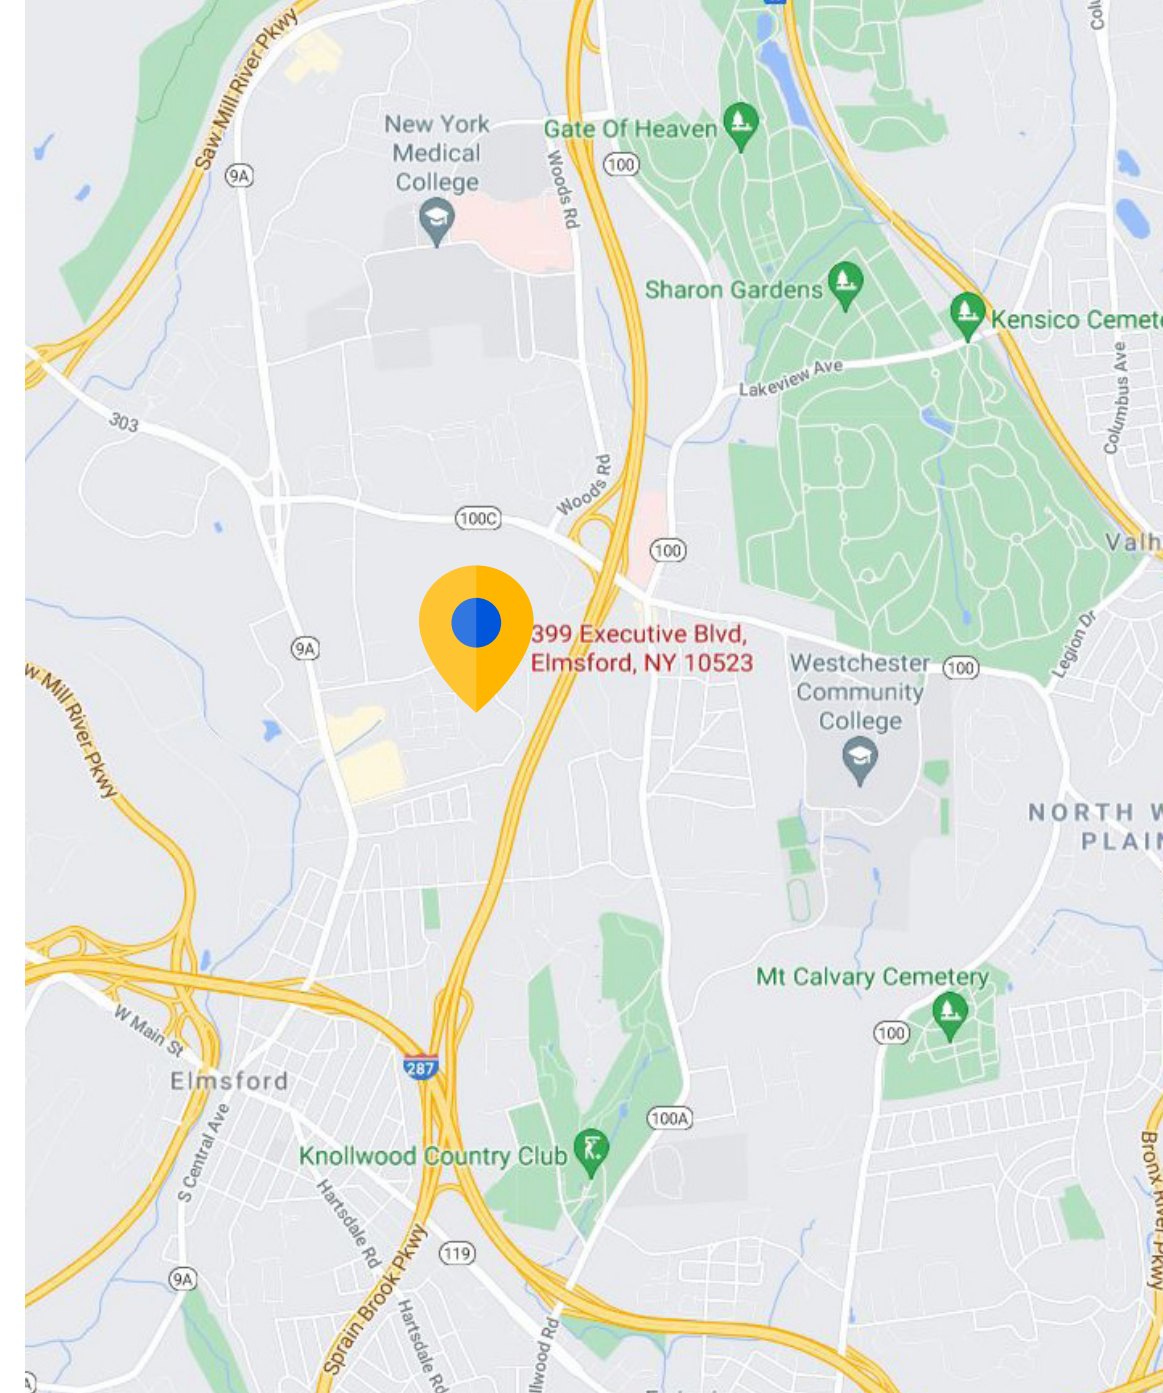 Saw Mill River Pkwy
Colu
New York
Medical
College
Gate Of Heaven
100
Woods Rd
9A
Sharon Gardens
Kensico Cemete
Lakeview Ave
Columbus Ave
303
Woods Rd
100C
100
Valh
399 Executive Blvd,
Elmsford, NY 10523
9A
Westchester
Community
College
100
Legion Dr
w Mill River Pkwy
NORTH W
PLAIN
Mt Calvary Cemetery
W Main St
100
287
Elmsford
100A
S Central Ave
Knollwood Country Club
Bronx River Pkwy
Hartsdale Rd
119
9A
Sprain Brook Pkwy
Hartsdale Rd
llwood Rd